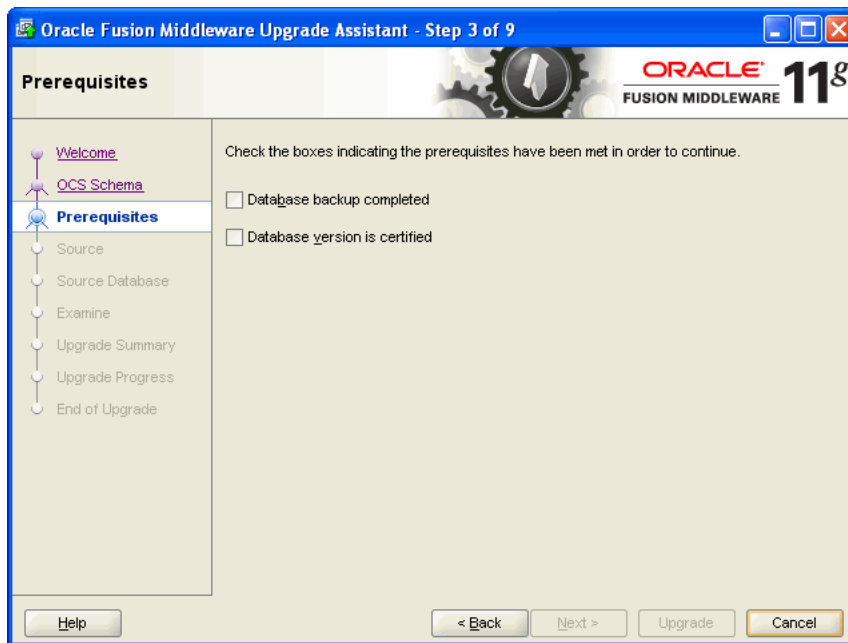 Oracle Fusion Middleware Upgrade Assistant - Step 3 of 9
Prerequisites
ORACLE
FUSION MIDDLEWARE 11g
Welcome
OCS Schema
Prerequisites
Source
Source Database
Examine
Upgrade Summary
Upgrade Progress
End of Upgrade
Check the boxes indicating the prerequisites have been met in order to continue.
Database backup completed
Database version is certified
Help
< Back
Next >
Upgrade
Cancel